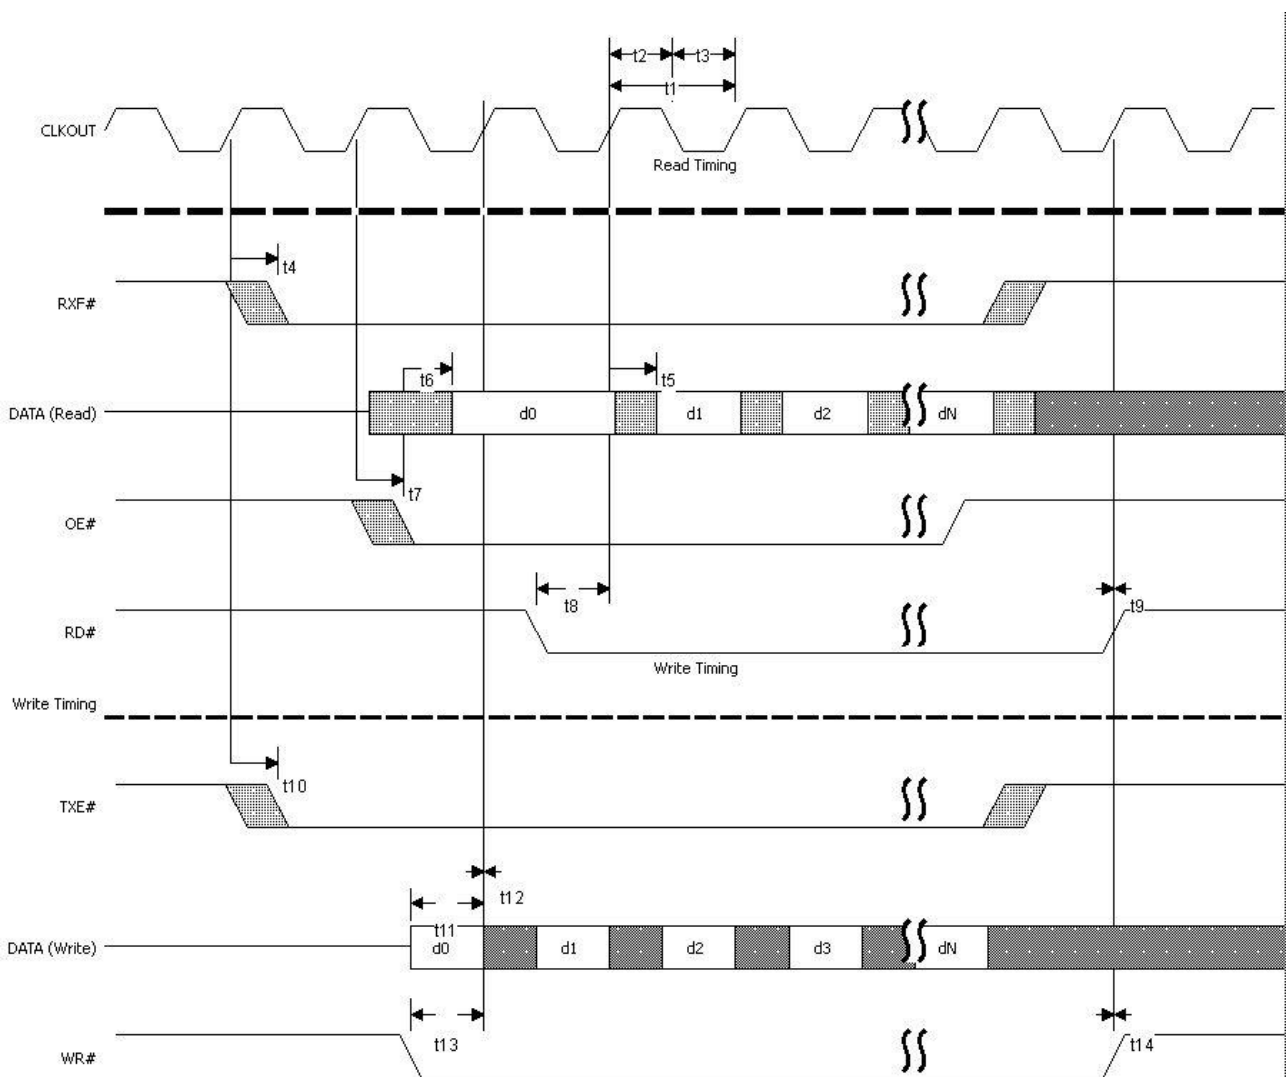 t2 t3
t1
CLKOUT
Read Timing
t4
RXF#
t6 t5
DATA (Read) d0 d1 d2 dN
t7
OE#
t8 t9
RD#
Write Timing
Write Timing
t10
TXE#
t12
t11
DATA (Write) d0 d1 d2 d3 dN
t13 t14
WR#